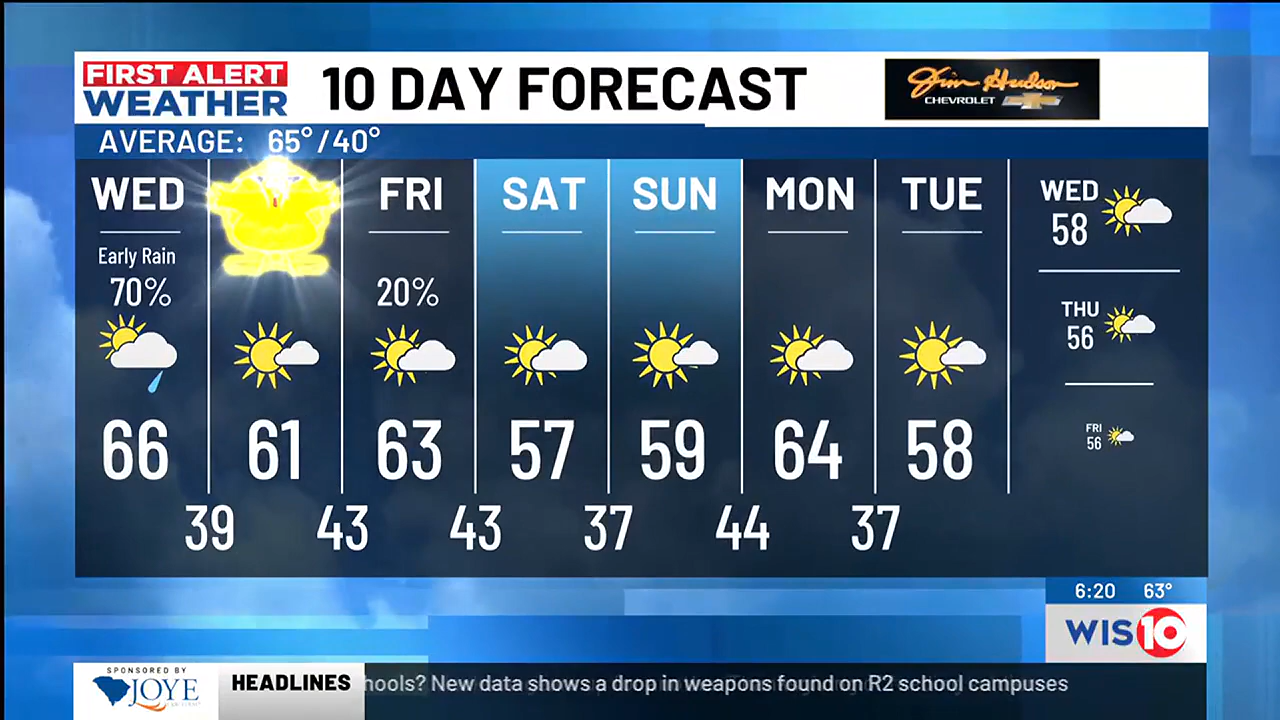 FIRST ALERT
WEATHER
10 DAY FORECAST
Jim Hudson
CHEVROLET
AVERAGE: 65°/40°
WED
FRI
SAT
SUN
MON
TUE
Early Rain
70%
20%
66
61
63
57
59
64
58
39
43
43
37
44
37
WED
58
THU
56
FRI
56
6:20 63°
WIS10
SPONSORED BY
JOYE
HEADLINES
hools? New data shows a drop in weapons found on R2 school campuses